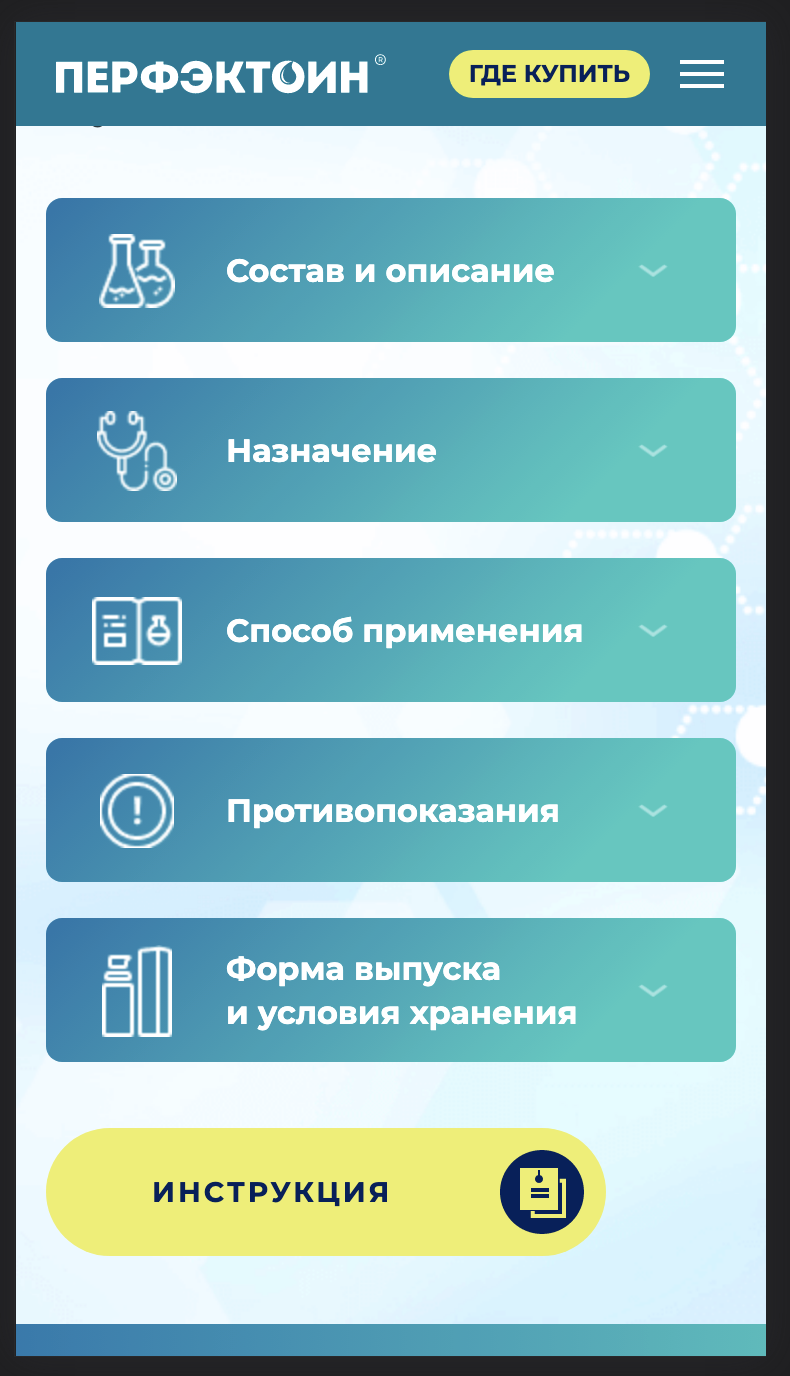 ПЕРФЭКТОИН®
ГДЕ КУПИТЬ
Состав и описание
Назначение
Способ применения
Противопоказания
Форма выпуска
и условия хранения
ИНСТРУКЦИЯ